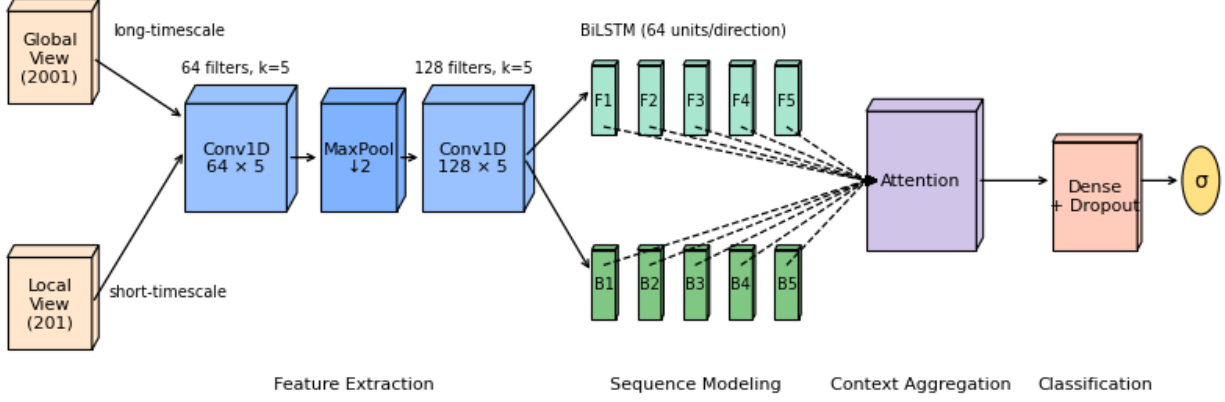 Global
View
(2001)
long-timescale
Local
View
(201)
short-timescale
64 filters, k=5
Conv1D
64 × 5
MaxPool
↓2
128 filters, k=5
Conv1D
128 × 5
BiLSTM (64 units/direction)
F1 F2 F3 F4 F5
B1 B2 B3 B4 B5
Attention
Dense
+ Dropout
σ
Feature Extraction
Sequence Modeling
Context Aggregation
Classification